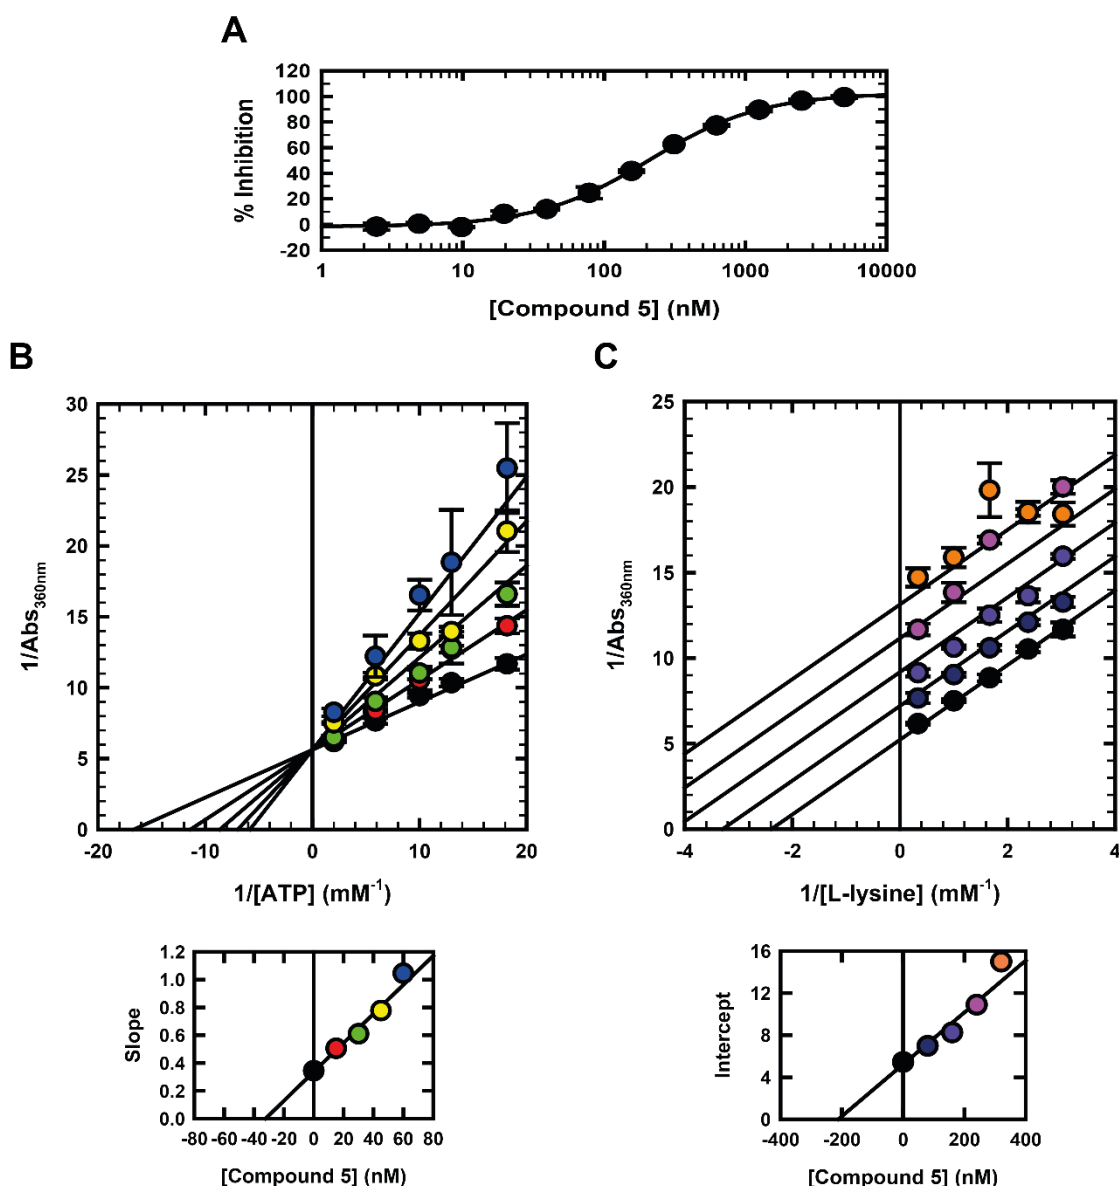 A
120
100
80
60
40
20
0
-20
% Inhibition
1 10 100 1000 10000
[Compound 5] (nM)
B
30
25
20
15
10
5
0
1/Abs360nm
-20 -10 0 10 20
1/[ATP] (mM-1)
C
25
20
15
10
5
0
1/Abs360nm
-4 -2 0 2 4
1/[L-lysine] (mM-1)
1.2
1.0
0.8
0.6
0.4
0.2
0.0
Slope
-80 -60 -40 -20 0 20 40 60 80
[Compound 5] (nM)
16
12
8
4
0
Intercept
-400 -200 0 200 400
[Compound 5] (nM)